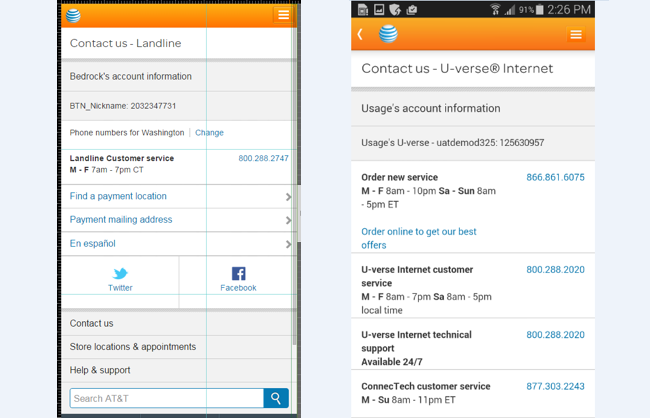 Contact us - Landline
Bedrock's account information
BTN_Nickname: 2032347731
Phone numbers for Washington | Change
Landline Customer service 800.288.2747
M - F 7am - 7pm CT
Find a payment location
Payment mailing address
En español
Twitter Facebook
Contact us
Store locations & appointments
Help & support
Search AT&T
91% 2:26 PM
Contact us - U-verse® Internet
Usage's account information
Usage's U-verse - uatdemod325: 125630957
Order new service 866.861.6075
M - F 8am - 10pm Sa - Sun 8am
- 5pm ET
Order online to get our best
offers
U-verse Internet customer 800.288.2020
service
M - F 8am - 7pm Sa 8am - 5pm
local time
U-verse Internet technical 800.288.2020
support
Available 24/7
ConnecTech customer service 877.303.2243
M - Su 8am - 11pm ET